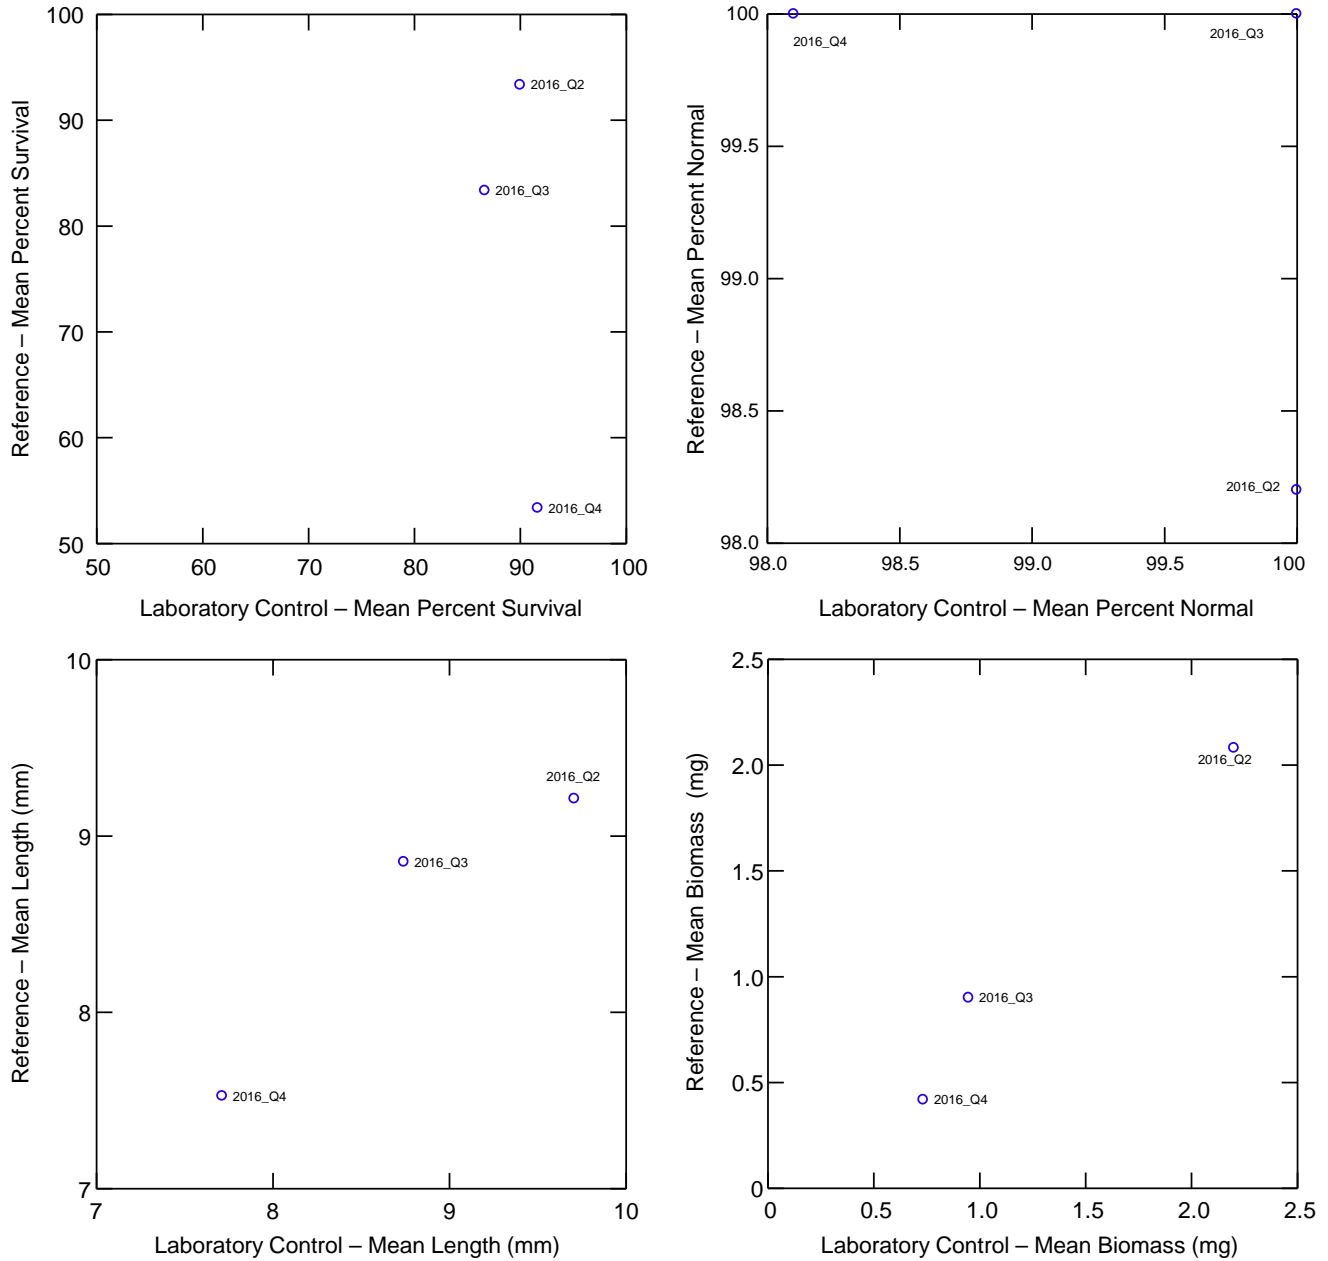 100
90
80
70
60
50
Reference – Mean Percent Survival
2016_Q2
2016_Q3
2016_Q4
50 60 70 80 90 100
Laboratory Control – Mean Percent Survival
100
99.5
99.0
98.5
98.0
Reference – Mean Percent Normal
2016_Q4
2016_Q3
2016_Q2
98.0 98.5 99.0 99.5 100
Laboratory Control – Mean Percent Normal
10
9
8
7
Reference – Mean Length (mm)
2016_Q2
2016_Q3
2016_Q4
7 8 9 10
Laboratory Control – Mean Length (mm)
2.5
2.0
1.5
1.0
0.5
0
Reference – Mean Biomass (mg)
2016_Q2
2016_Q3
2016_Q4
0 0.5 1.0 1.5 2.0 2.5
Laboratory Control – Mean Biomass (mg)